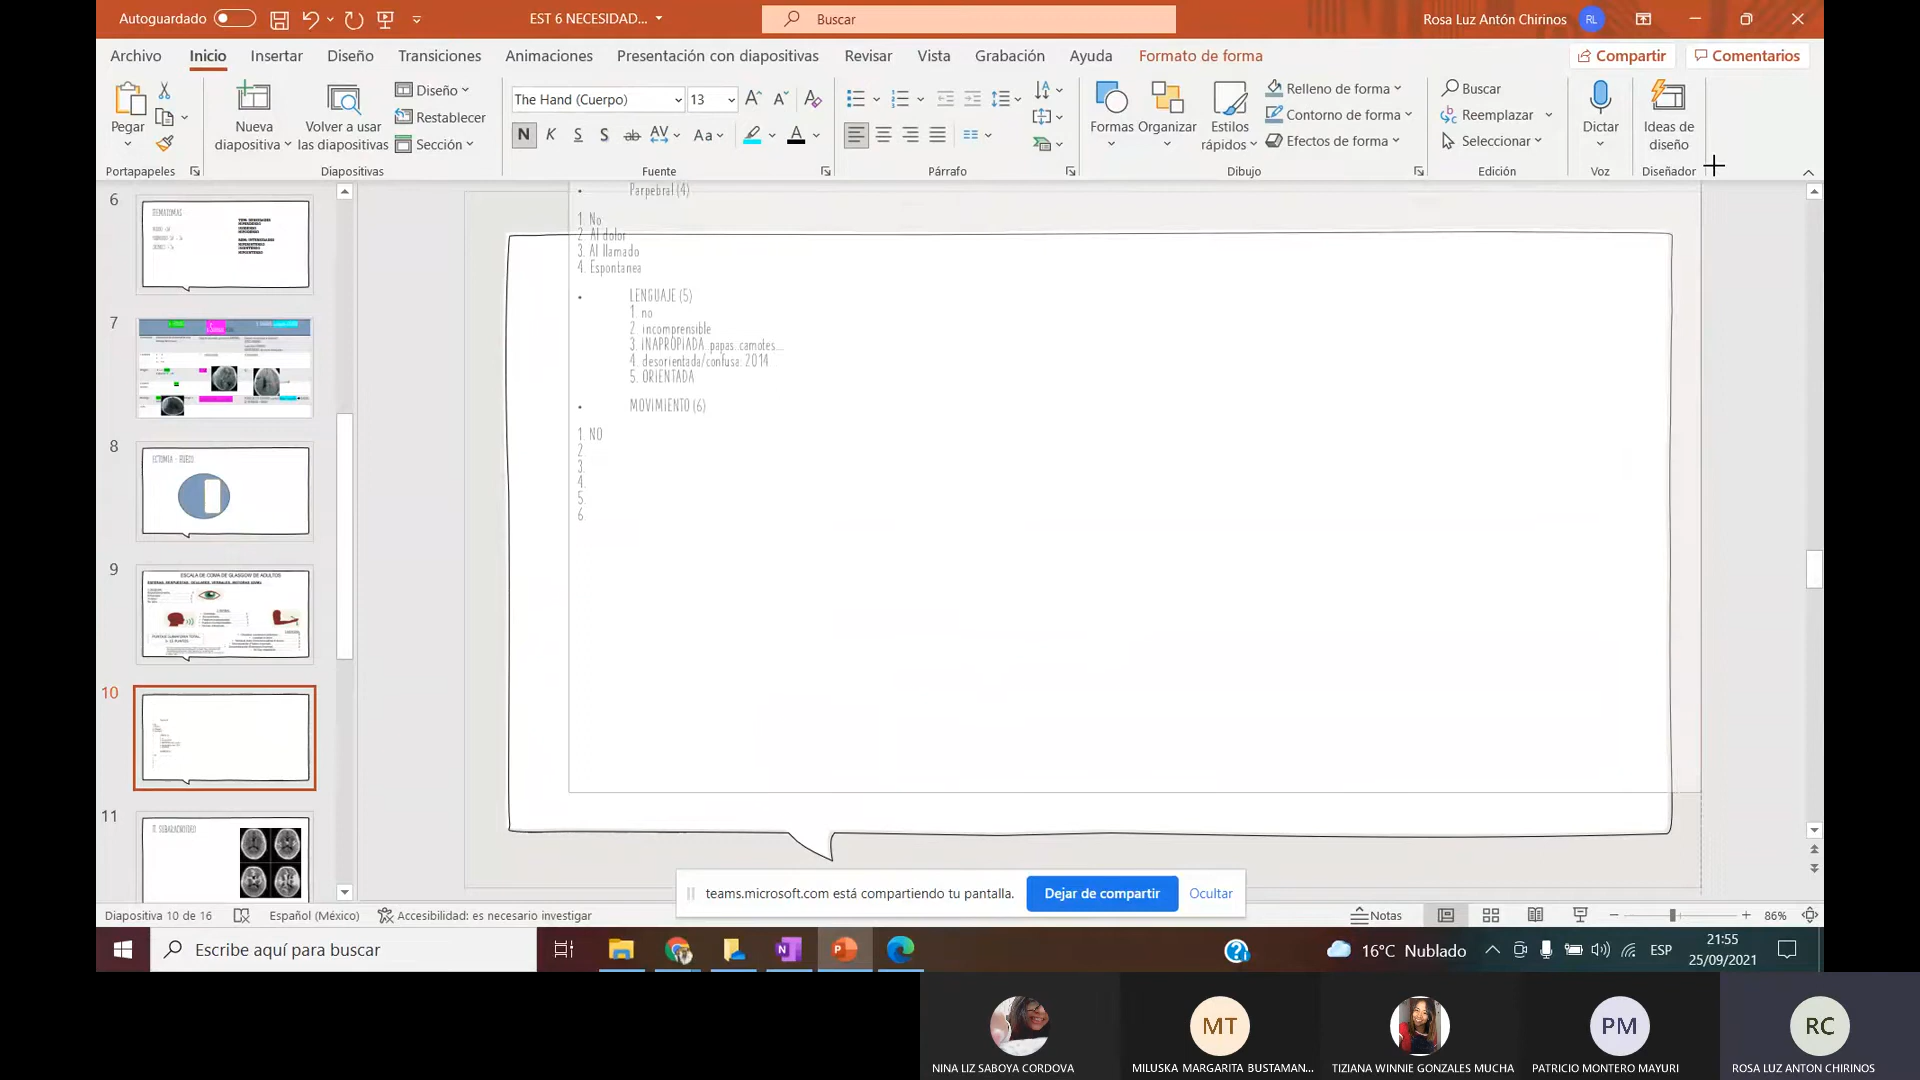 Autoguardado
EST 6 NECESIDAD...
Buscar
Rosa Luz Antón Chirinos
RL
Archivo
Inicio
Insertar
Diseño
Transiciones
Animaciones
Presentación con diapositivas
Revisar
Vista
Grabación
Ayuda
Formato de forma
Compartir
Comentarios
Pegar
Nueva diapositiva
Volver a usar las diapositivas
Diseño
Restablecer
Sección
The Hand (Cuerpo)
13
N K S S ab AV Aa A
Formas
Organizar
Estilos rápidos
Relleno de forma
Contorno de forma
Efectos de forma
Buscar
Reemplazar
Seleccionar
Dictar
Ideas de diseño
Portapapeles
Diapositivas
Fuente
Párrafo
Dibujo
Edición
Voz
Diseñador
6
7
8
9
ESCALA DE COMA DE GLASGOW DE ADULTOS
10
11
• Parpebral (4)
1. No
2. Al dolor
3. Al llamado
4. Espontanea
• LENGUAJE (5)
1. no
2. incomprensible
3. iNAPROPIADA. papas..camotes....
4. desorientada/confusa. 2014
5. ORIENTADA
• MOVIMIENTO (6)
1. NO
2.
3.
4.
5.
6.
teams.microsoft.com está compartiendo tu pantalla.
Dejar de compartir
Ocultar
Diapositiva 10 de 16
Español (México)
Accesibilidad: es necesario investigar
Notas
86%
Escribe aquí para buscar
16°C Nublado
ESP
21:55
25/09/2021
MT
PM
RC
NINA LIZ SABOYA CORDOVA
MILUSKA MARGARITA BUSTAMAN...
TIZIANA WINNIE GONZALES MUCHA
PATRICIO MONTERO MAYURI
ROSA LUZ ANTON CHIRINOS